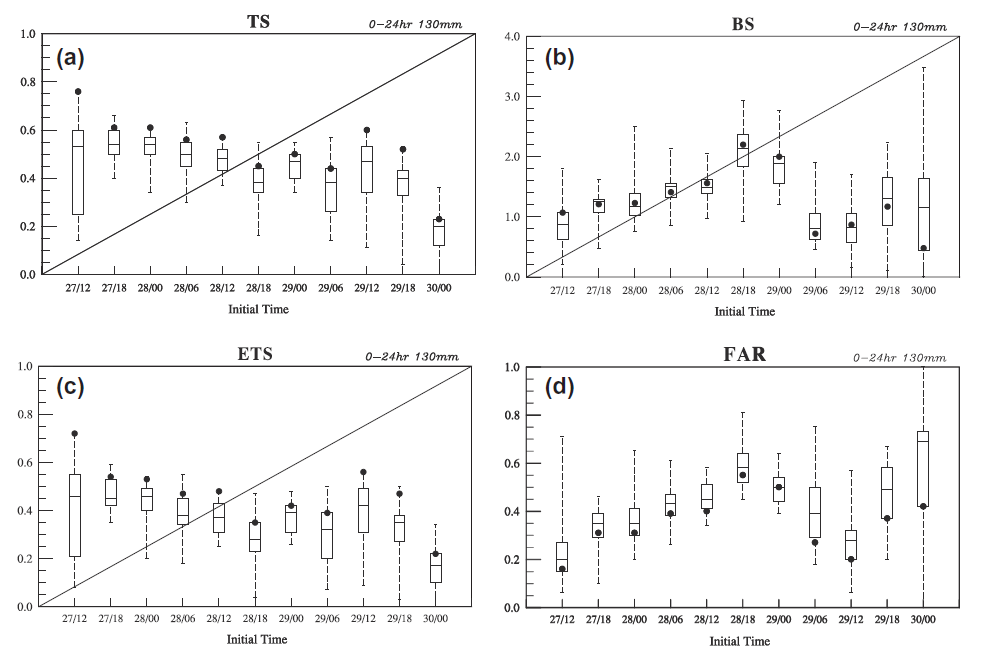 TS
0-24hr 130mm
(a)
1.0
0.8
0.6
0.4
0.2
0.0
27/12 27/18 28/00 28/06 28/12 28/18 29/00 29/06 29/12 29/18 30/00
Initial Time
BS
0-24hr 130mm
(b)
4.0
3.0
2.0
1.0
0.0
27/12 27/18 28/00 28/06 28/12 28/18 29/00 29/06 29/12 29/18 30/00
Initial Time
ETS
0-24hr 130mm
(c)
1.0
0.8
0.6
0.4
0.2
0.0
27/12 27/18 28/00 28/06 28/12 28/18 29/00 29/06 29/12 29/18 30/00
Initial Time
FAR
0-24hr 130mm
(d)
1.0
0.8
0.6
0.4
0.2
0.0
27/12 27/18 28/00 28/06 28/12 28/18 29/00 29/06 29/12 29/18 30/00
Initial Time